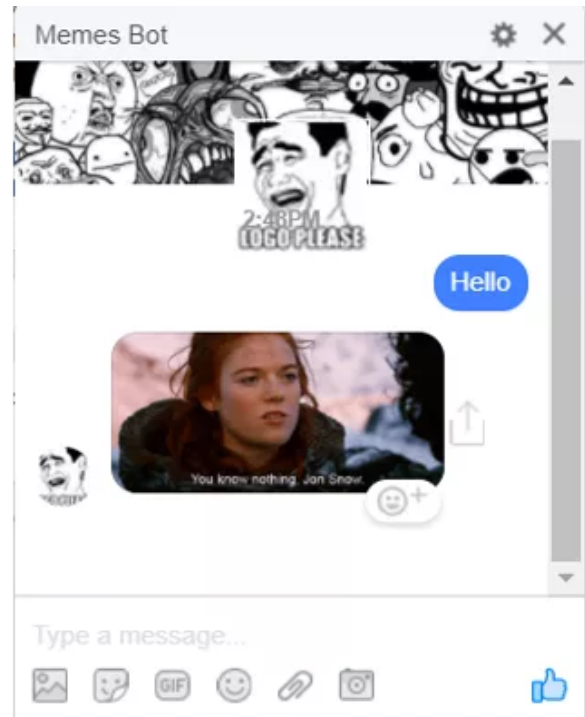 Memes Bot
2:48PM
LOGO PLEASE
Hello
You know nothing, Jon Snow.
Type a message...
GIF